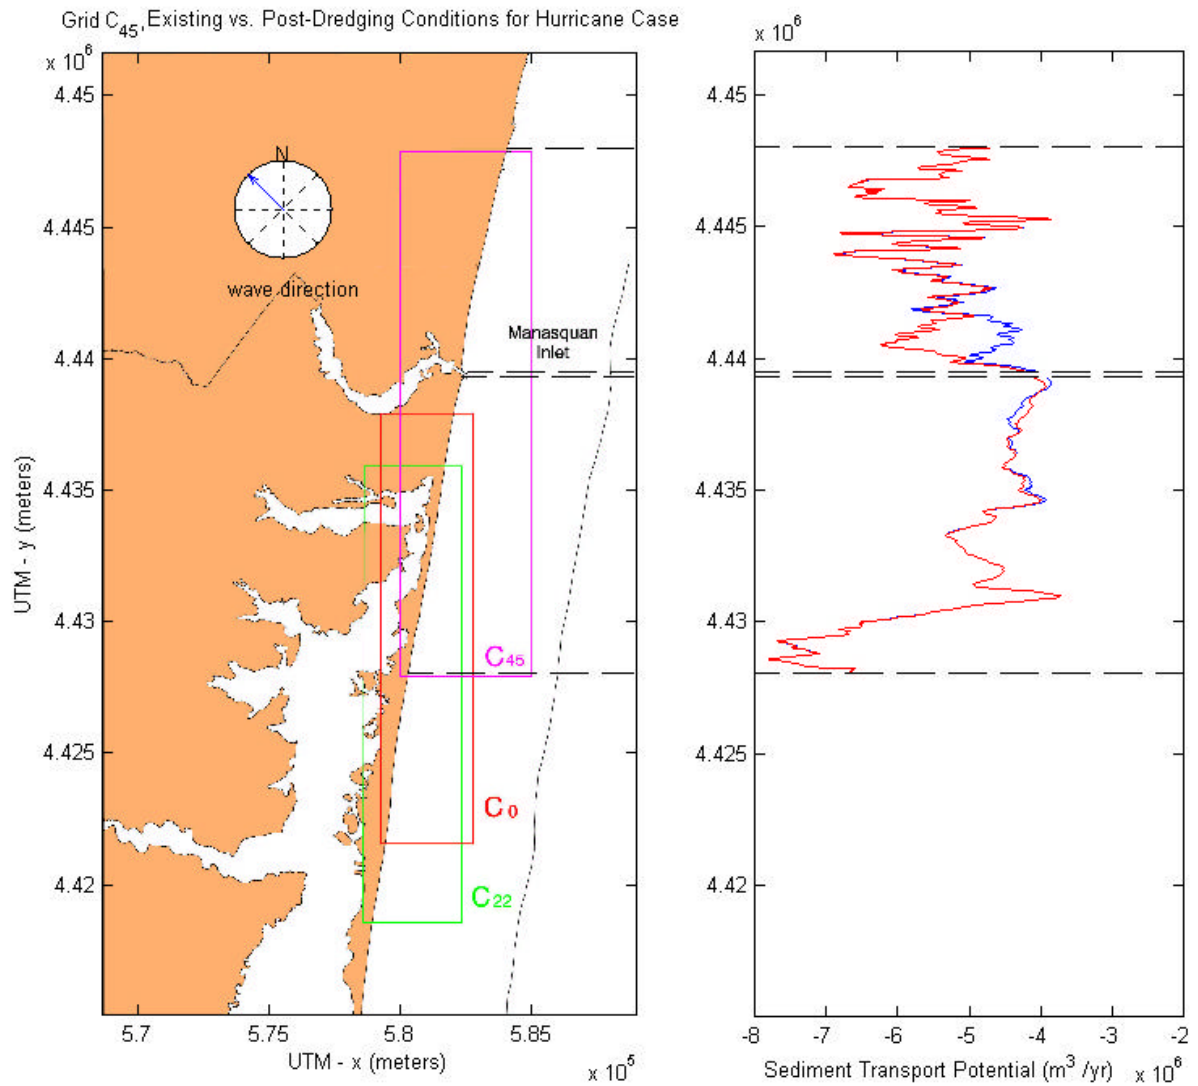 Grid C45, Existing vs. Post-Dredging Conditions for Hurricane Case
x 10^6
4.45
4.445
4.44
4.435
4.43
4.425
4.42
UTM - y (meters)
N
wave direction
Manasquan
Inlet
C45
C0
C22
5.7 5.75 5.8 5.85
UTM - x (meters)
x 10^5
x 10^6
4.45
4.445
4.44
4.435
4.43
4.425
4.42
-8 -7 -6 -5 -4 -3 -2
Sediment Transport Potential (m^3 /yr) x 10^6